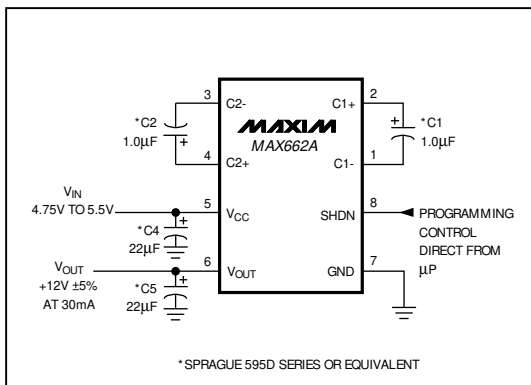 3
C2-
C1+
2
*C2
1.0µF
+
MAXIM
MAX662A
+
*C1
1.0µF
4
C2+
C1-
1
VIN
4.75V TO 5.5V
5
VCC
SHDN
8
PROGRAMMING
CONTROL
DIRECT FROM
µP
*C4
22µF
+
VOUT
+12V ±5%
AT 30mA
6
VOUT
GND
7
*C5
22µF
+
*SPRAGUE 595D SERIES OR EQUIVALENT